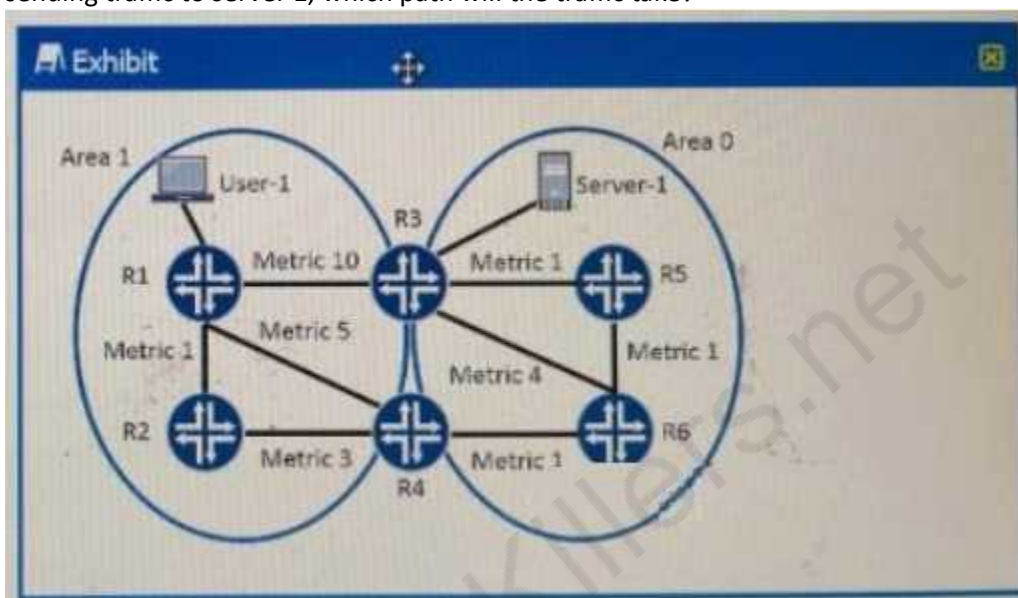 sending traffic to Server-1, which path will the traffic take?
Exhibit
Area 1
Area 0
User-1
Server-1
R3
R1
Metric 10
Metric 1
R5
Metric 5
Metric 1
Metric 1
Metric 4
R2
R6
Metric 3
Metric 1
R4
Killers.net